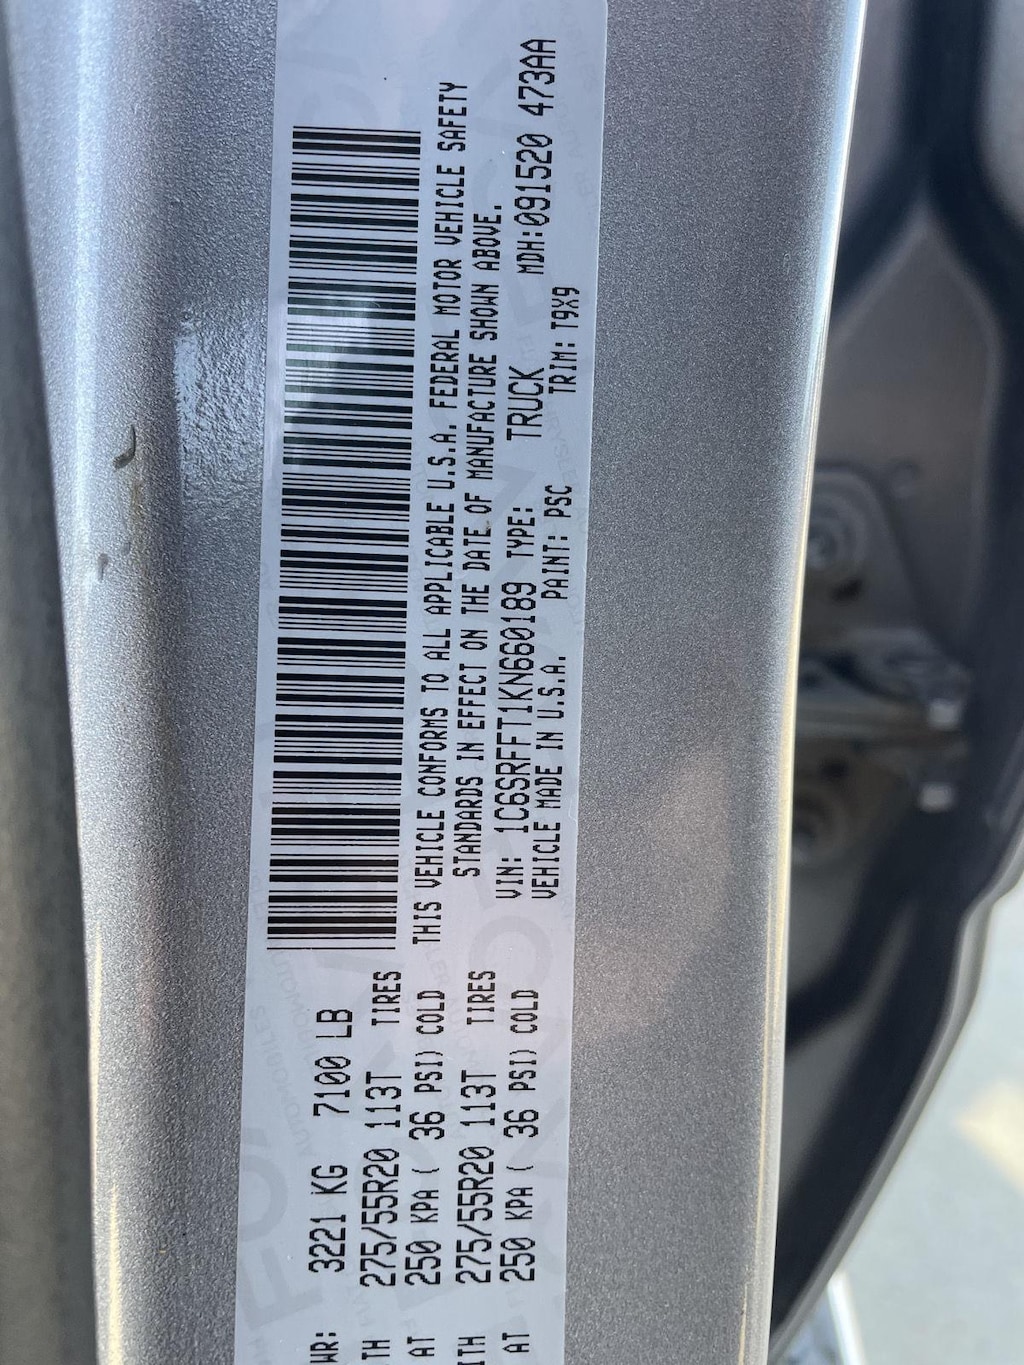 WR: 3221 KG 7100 LB
TH 275/55R20 113T TIRES
AT 250 KPA ( 36 PSI) COLD
ITH 275/55R20 113T TIRES
AT 250 KPA ( 36 PSI) COLD
THIS VEHICLE CONFORMS TO ALL APPLICABLE U.S.A. FEDERAL MOTOR VEHICLE SAFETY
STANDARDS IN EFFECT ON THE DATE OF MANUFACTURE SHOWN ABOVE.
VIN: 1C6SRFFT1KN660189 TYPE: TRUCK MDH:091520 473AA
VEHICLE MADE IN U.S.A. PAINT: PSC TRIM: T9X9